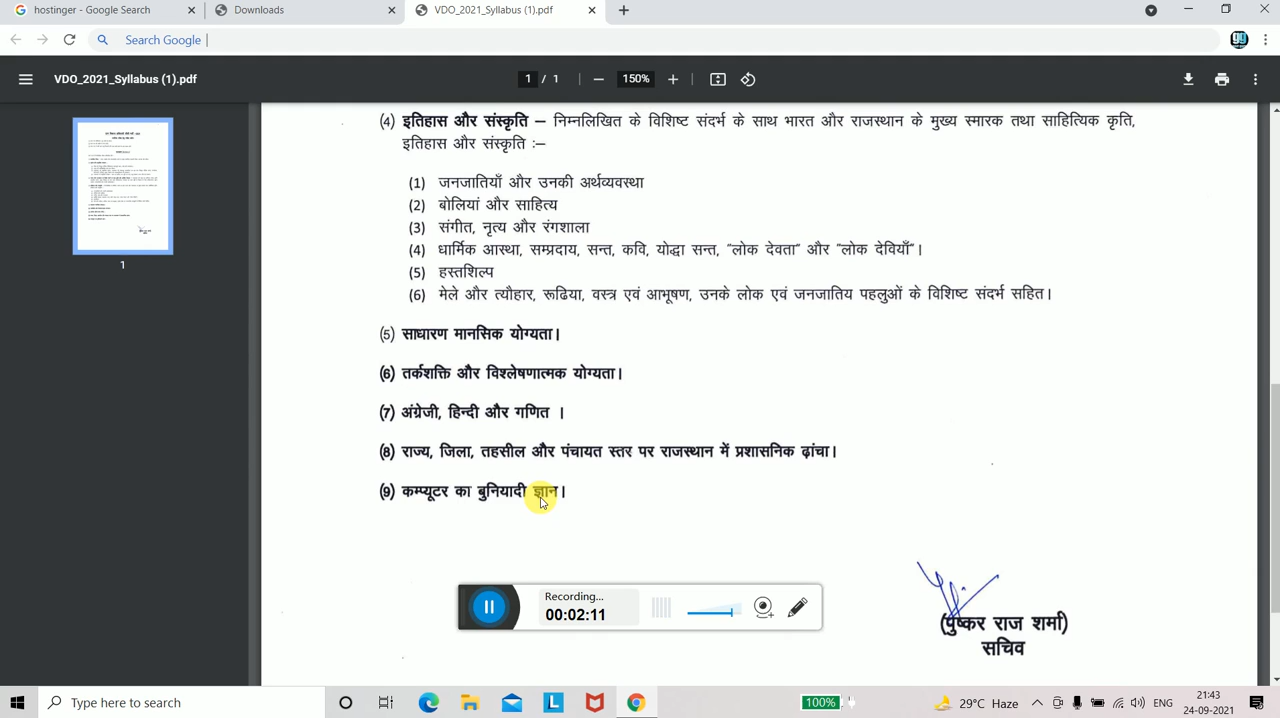 hostinger - Google Search
Downloads
VDO_2021_Syllabus (1).pdf
Search Google
VDO_2021_Syllabus (1).pdf
1 / 1
150%
(4) इतिहास और संस्कृति – निम्नलिखित के विशिष्ट संदर्भ के साथ भारत और राजस्थान के मुख्य स्मारक तथा साहित्यिक कृति,
इतिहास और संस्कृति :–
(1) जनजातियाँ और उनकी अर्थव्यवस्था
(2) बोलियां और साहित्य
(3) संगीत, नृत्य और रंगशाला
(4) धार्मिक आस्था, सम्प्रदाय, सन्त, कवि, योद्धा सन्त, "लोक देवता" और "लोक देवियाँ"।
(5) हस्तशिल्प
(6) मेले और त्यौहार, रूढिया, वस्त्र एवं आभूषण, उनके लोक एवं जनजातिय पहलुओं के विशिष्ट संदर्भ सहित।
(5) साधारण मानसिक योग्यता।
(6) तर्कशक्ति और विश्लेषणात्मक योग्यता।
(7) अंग्रेजी, हिन्दी और गणित ।
(8) राज्य, जिला, तहसील और पंचायत स्तर पर राजस्थान में प्रशासनिक ढ़ांचा।
(9) कम्प्यूटर का बुनियादी ज्ञान।
1
Recording...
00:02:11
(पुष्कर राज शर्मा)
सचिव
Type here to search
100%
29°C Haze
ENG
21:43
24-09-2021